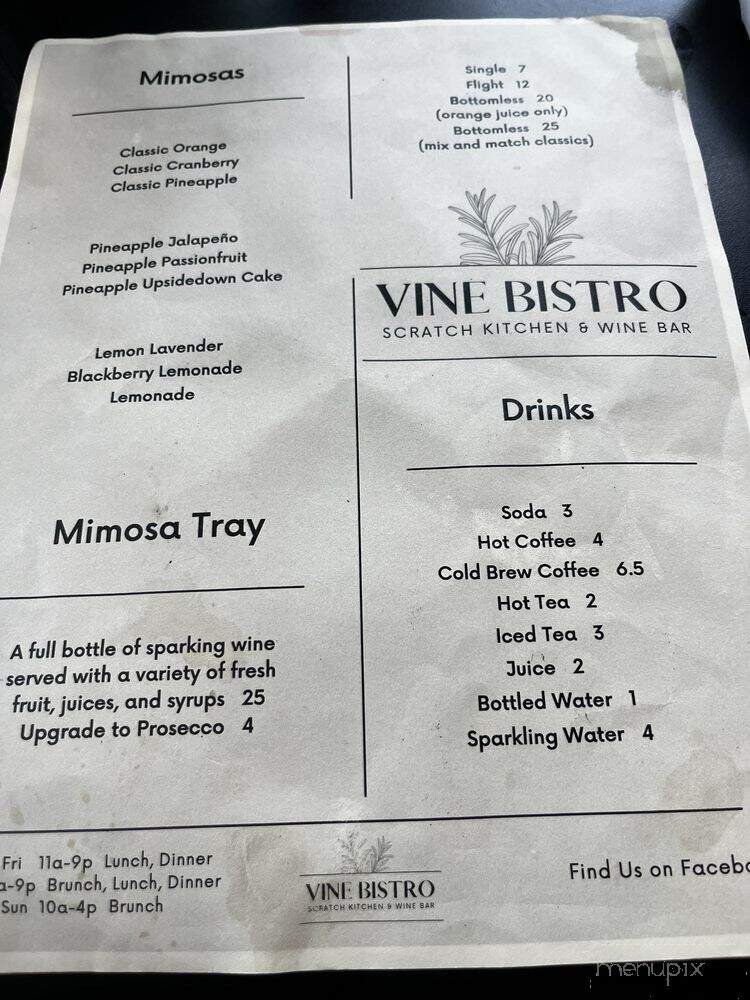 Mimosas
Classic Orange
Classic Cranberry
Classic Pineapple
Pineapple Jalapeño
Pineapple Passionfruit
Pineapple Upsidedown Cake
Lemon Lavender
Blackberry Lemonade
Lemonade
Mimosa Tray
A full bottle of sparking wine
served with a variety of fresh
fruit, juices, and syrups 25
Upgrade to Prosecco 4
Single 7
Flight 12
Bottomless 20
(orange juice only)
Bottomless 25
(mix and match classics)
VINE BISTRO
SCRATCH KITCHEN & WINE BAR
Drinks
Soda 3
Hot Coffee 4
Cold Brew Coffee 6.5
Hot Tea 2
Iced Tea 3
Juice 2
Bottled Water 1
Sparkling Water 4
Fri 11a-9p Lunch, Dinner
a-9p Brunch, Lunch, Dinner
Sun 10a-4p Brunch
VINE BISTRO
SCRATCH KITCHEN & WINE BAR
Find Us on Facebo
menupix